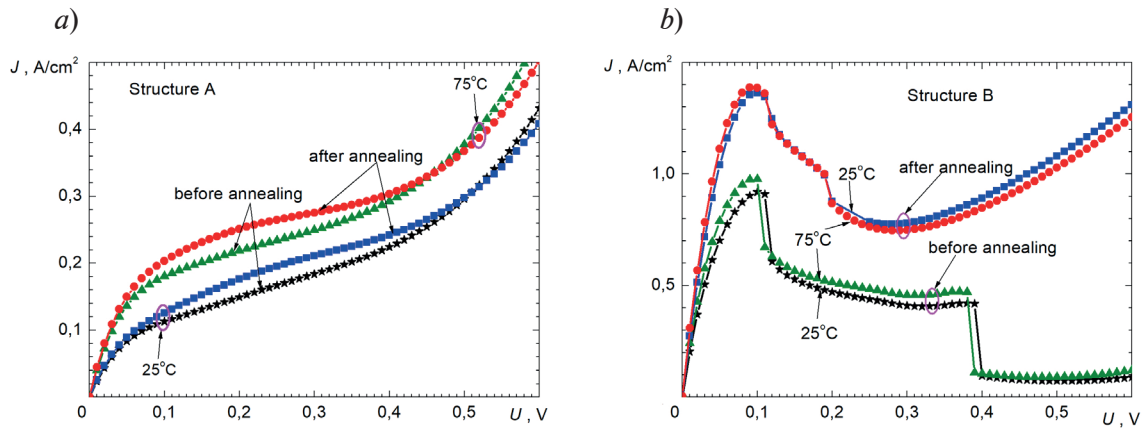 a)
J, A/cm²
Structure A
75°C
0,4
after annealing
before annealing
0,3
0,2
0,1
25°C
0 0,1 0,2 0,3 0,4 0,5 U, V
b)
J, A/cm²
Structure B
1,0
25°C
after annealing
75°C
before annealing
0,5
75°C
25°C
0 0,1 0,2 0,3 0,4 0,5 U, V